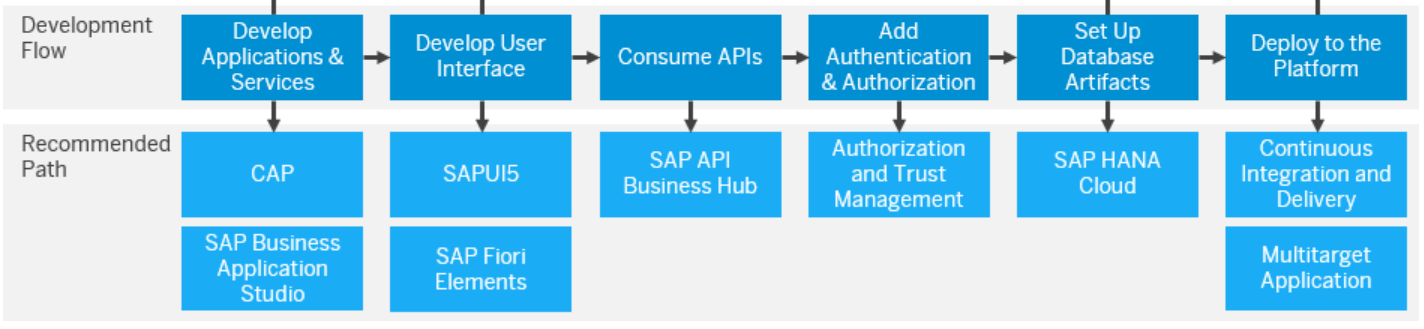 Development
Flow
Develop
Applications &
Services
Develop User
Interface
Consume APIs
Add
Authentication
& Authorization
Set Up
Database
Artifacts
Deploy to the
Platform
Recommended
Path
CAP
SAPUI5
SAP API
Business Hub
Authorization
and Trust
Management
SAP HANA
Cloud
Continuous
Integration and
Delivery
SAP Business
Application
Studio
SAP Fiori
Elements
Multitarget
Application